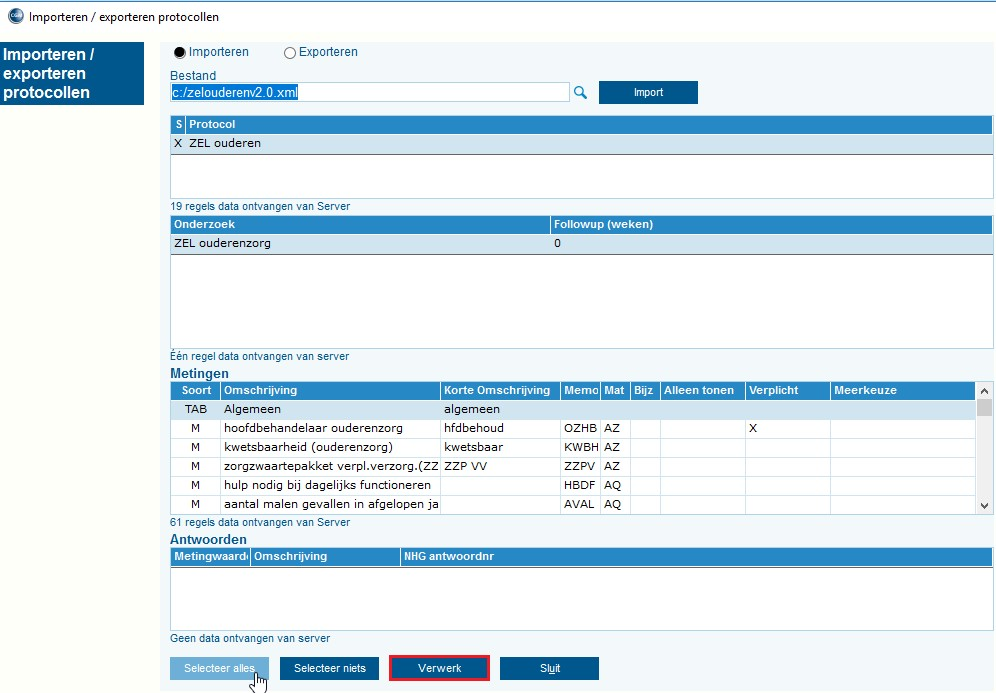 Importeren / exporteren protocollen
Importeren /
exporteren
protocollen
Importeren Exporteren
Bestand
c:/zelouderenv2.0.xml Import
S Protocol
X ZEL ouderen
19 regels data ontvangen van Server
Onderzoek Followup (weken)
ZEL ouderenzorg 0
Één regel data ontvangen van server
Metingen
Soort Omschrijving Korte Omschrijving Memo Mat Bijz Alleen tonen Verplicht Meerkeuze
TAB Algemeen algemeen
M hoofdbehandelaar ouderenzorg hfdbehoud OZHB AZ X
M kwetsbaarheid (ouderenzorg) kwetsbaar KWBH AZ
M zorgzwaartepakket verpl.verzorg.(ZZ ZZP VV ZZPV AZ
M hulp nodig bij dagelijks functioneren HBDF AQ
M aantal malen gevallen in afgelopen ja AVAL AQ
61 regels data ontvangen van Server
Antwoorden
Metingwaard Omschrijving NHG antwoordnr
Geen data ontvangen van server
Selecteer alles Selecteer niets Verwerk Sluit